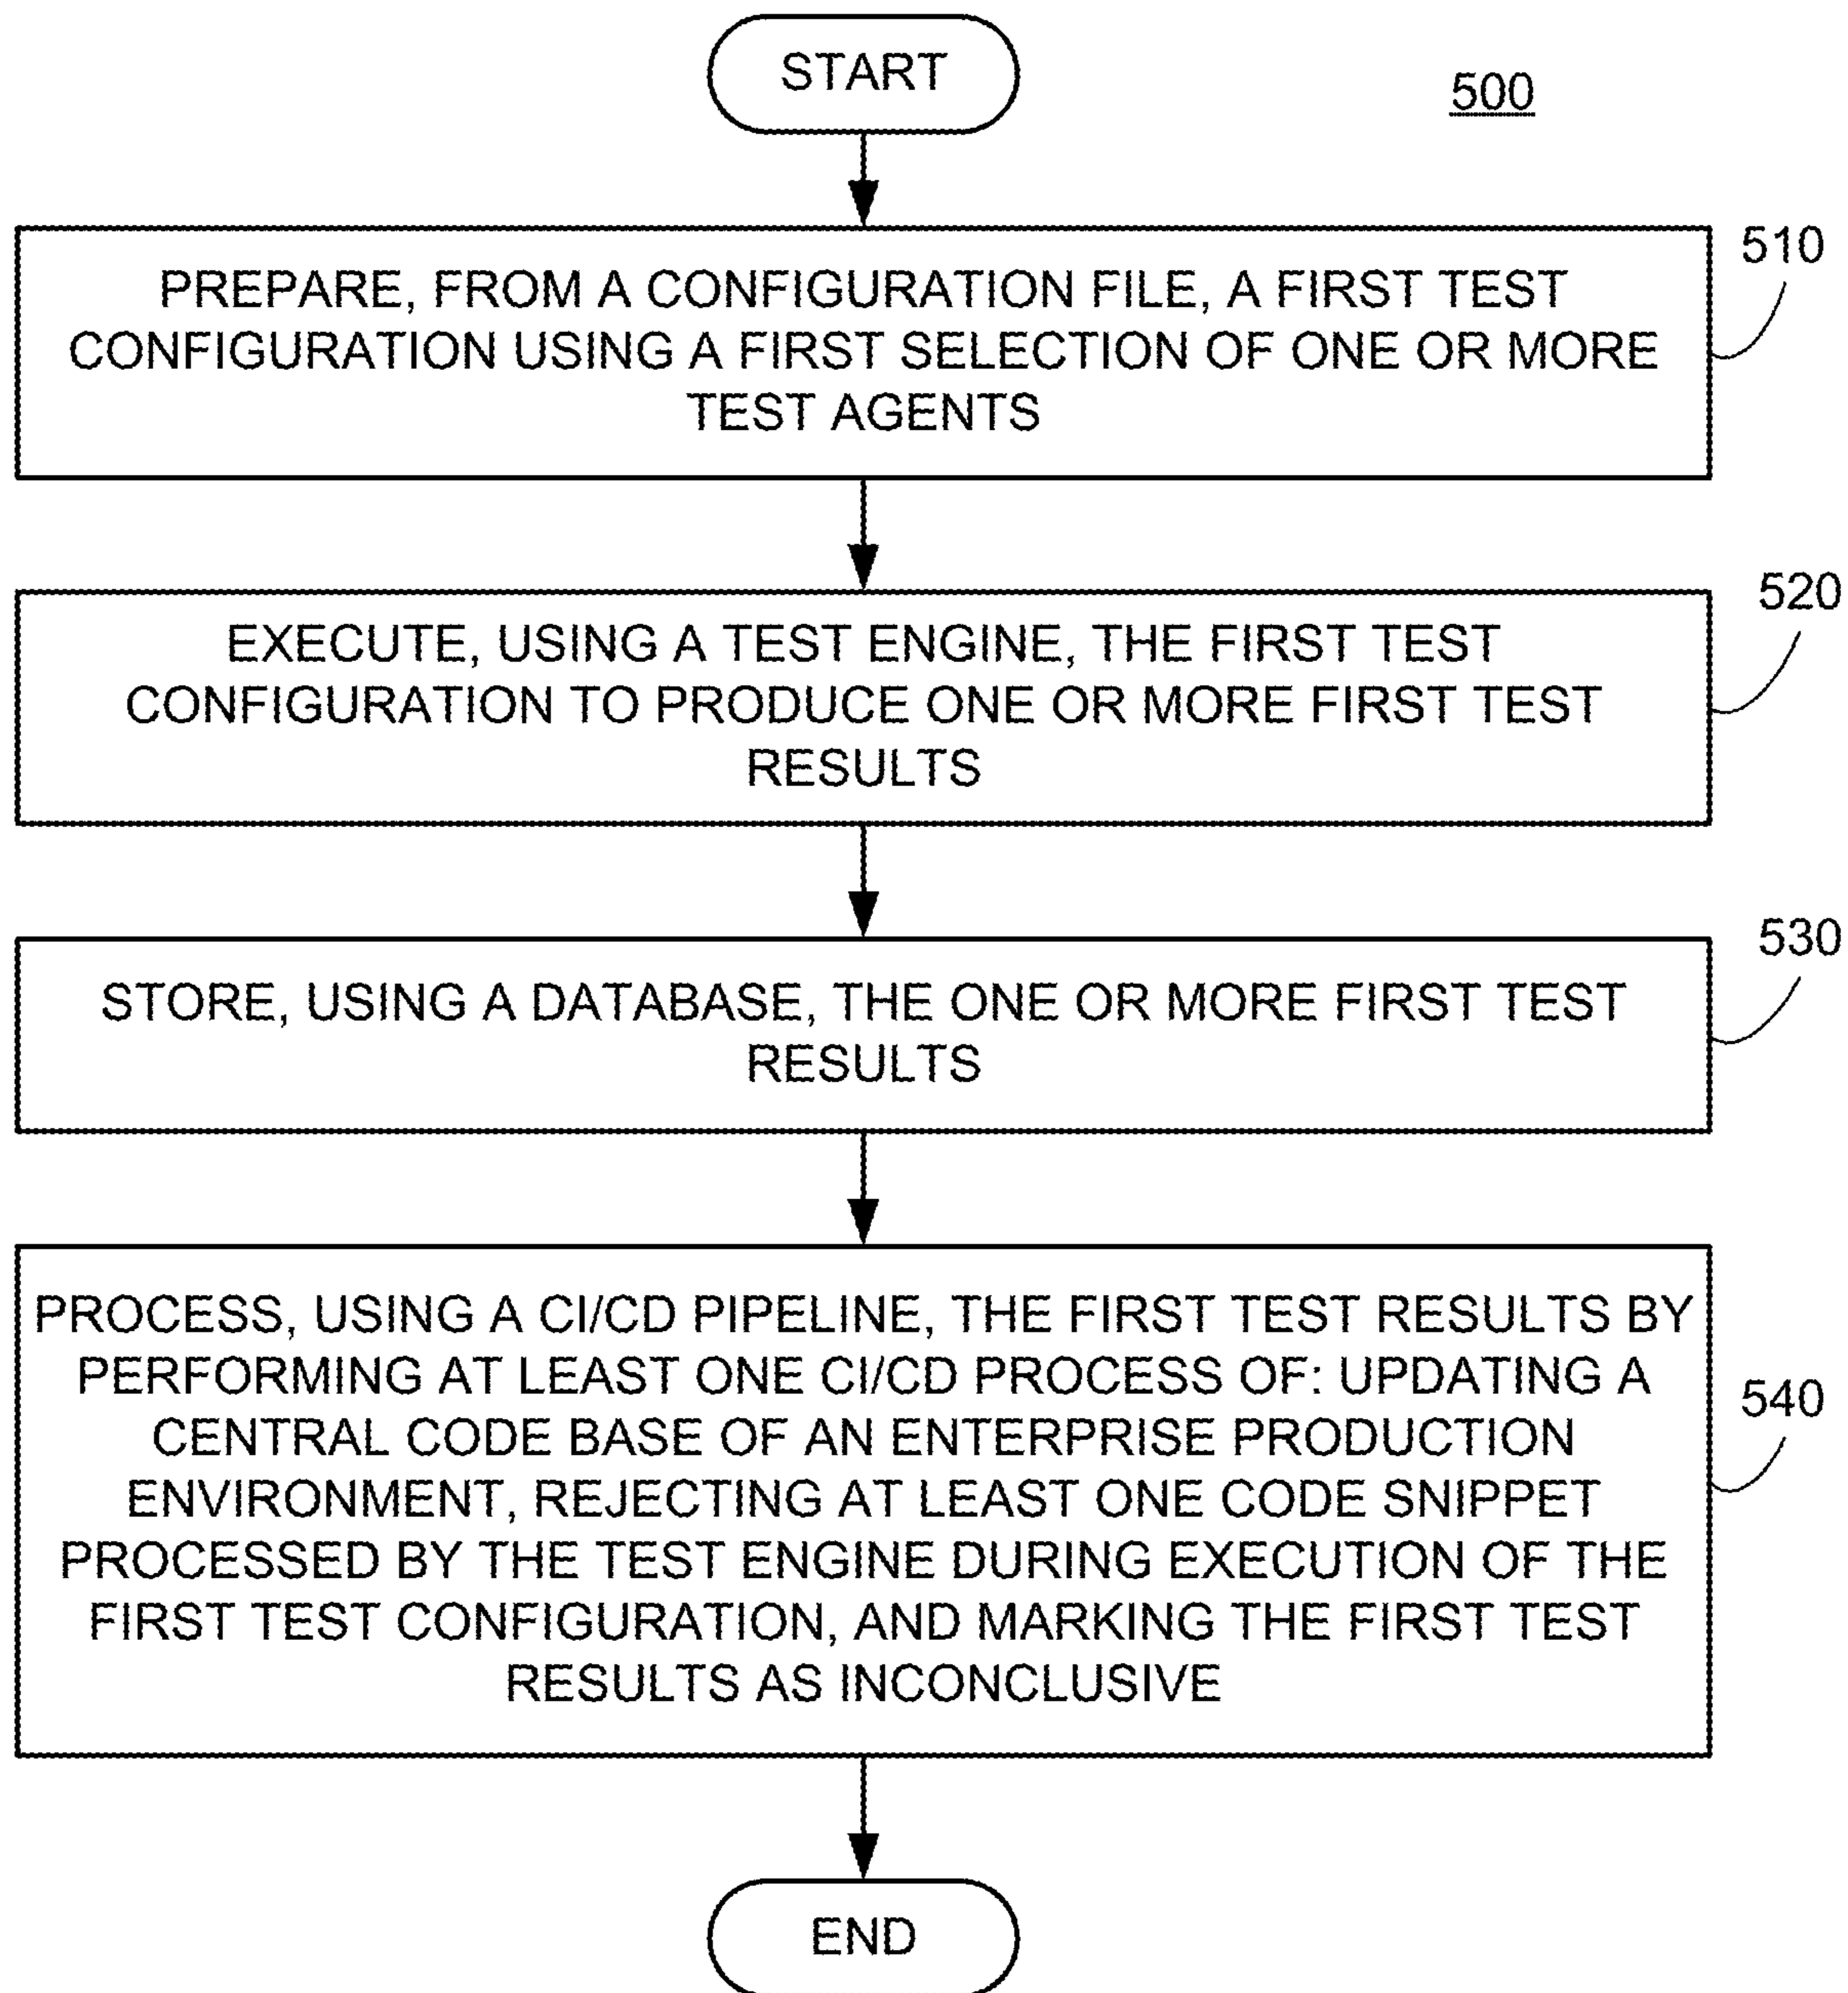 START
500
510
PREPARE, FROM A CONFIGURATION FILE, A FIRST TEST
CONFIGURATION USING A FIRST SELECTION OF ONE OR MORE
TEST AGENTS
520
EXECUTE, USING A TEST ENGINE, THE FIRST TEST
CONFIGURATION TO PRODUCE ONE OR MORE FIRST TEST
RESULTS
530
STORE, USING A DATABASE, THE ONE OR MORE FIRST TEST
RESULTS
540
PROCESS, USING A CI/CD PIPELINE, THE FIRST TEST RESULTS BY
PERFORMING AT LEAST ONE CI/CD PROCESS OF: UPDATING A
CENTRAL CODE BASE OF AN ENTERPRISE PRODUCTION
ENVIRONMENT, REJECTING AT LEAST ONE CODE SNIPPET
PROCESSED BY THE TEST ENGINE DURING EXECUTION OF THE
FIRST TEST CONFIGURATION, AND MARKING THE FIRST TEST
RESULTS AS INCONCLUSIVE
END